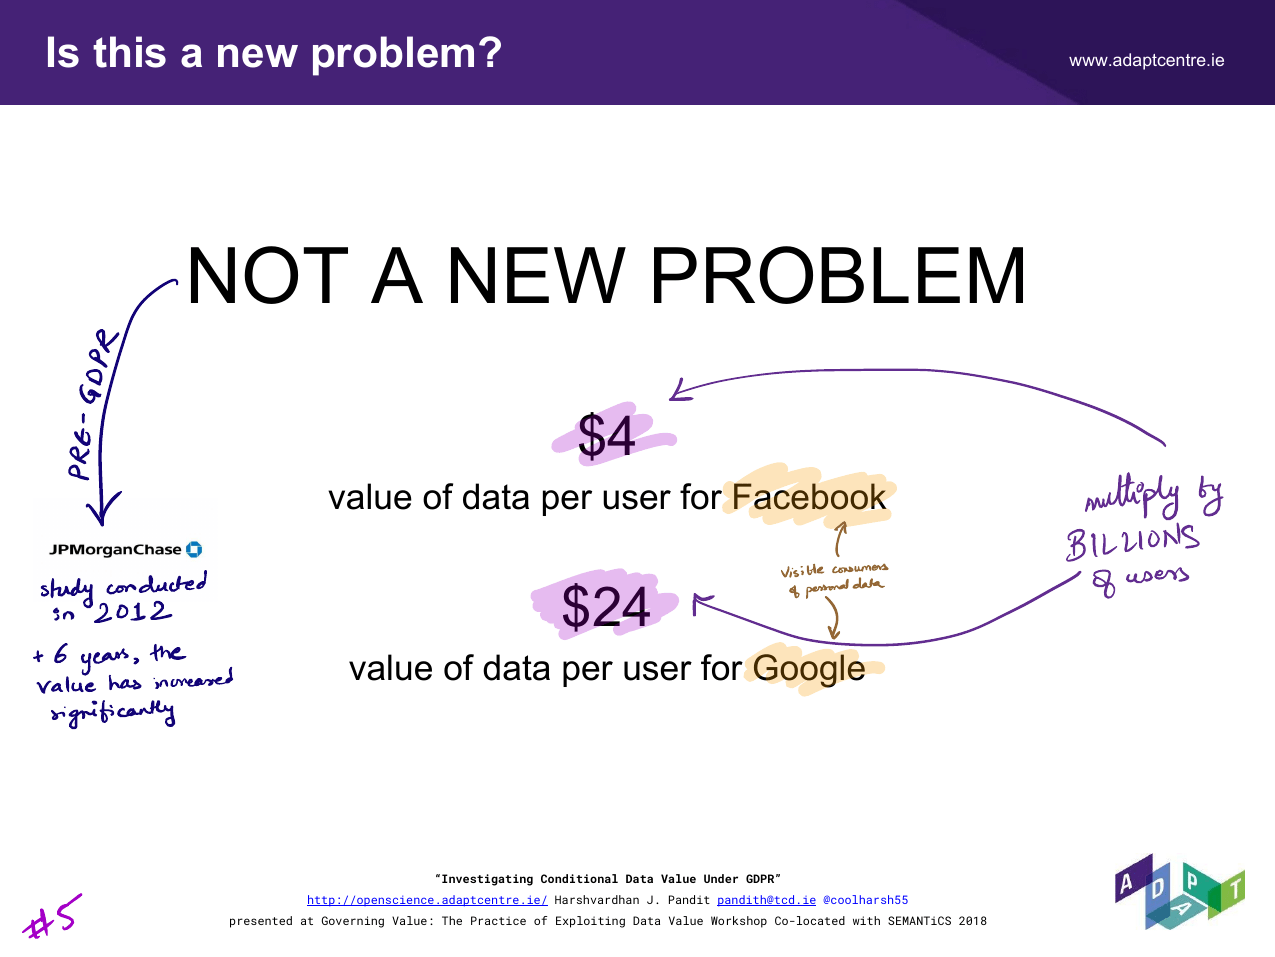 Is this a new problem?
www.adaptcentre.ie
NOT A NEW PROBLEM
PRE-GDPR
$4
value of data per user for Facebook
multiply by
BILLIONS
of users
JPMorganChase
study conducted
in 2012
+ 6 years, the
value has increased
significantly
Visible consumers
of personal data
$24
value of data per user for Google
“Investigating Conditional Data Value Under GDPR”
http://openscience.adaptcentre.ie/ Harshvardhan J. Pandit pandith@tcd.ie @coolharsh55
presented at Governing Value: The Practice of Exploiting Data Value Workshop Co-located with SEMANTiCS 2018
#5
ADAPT